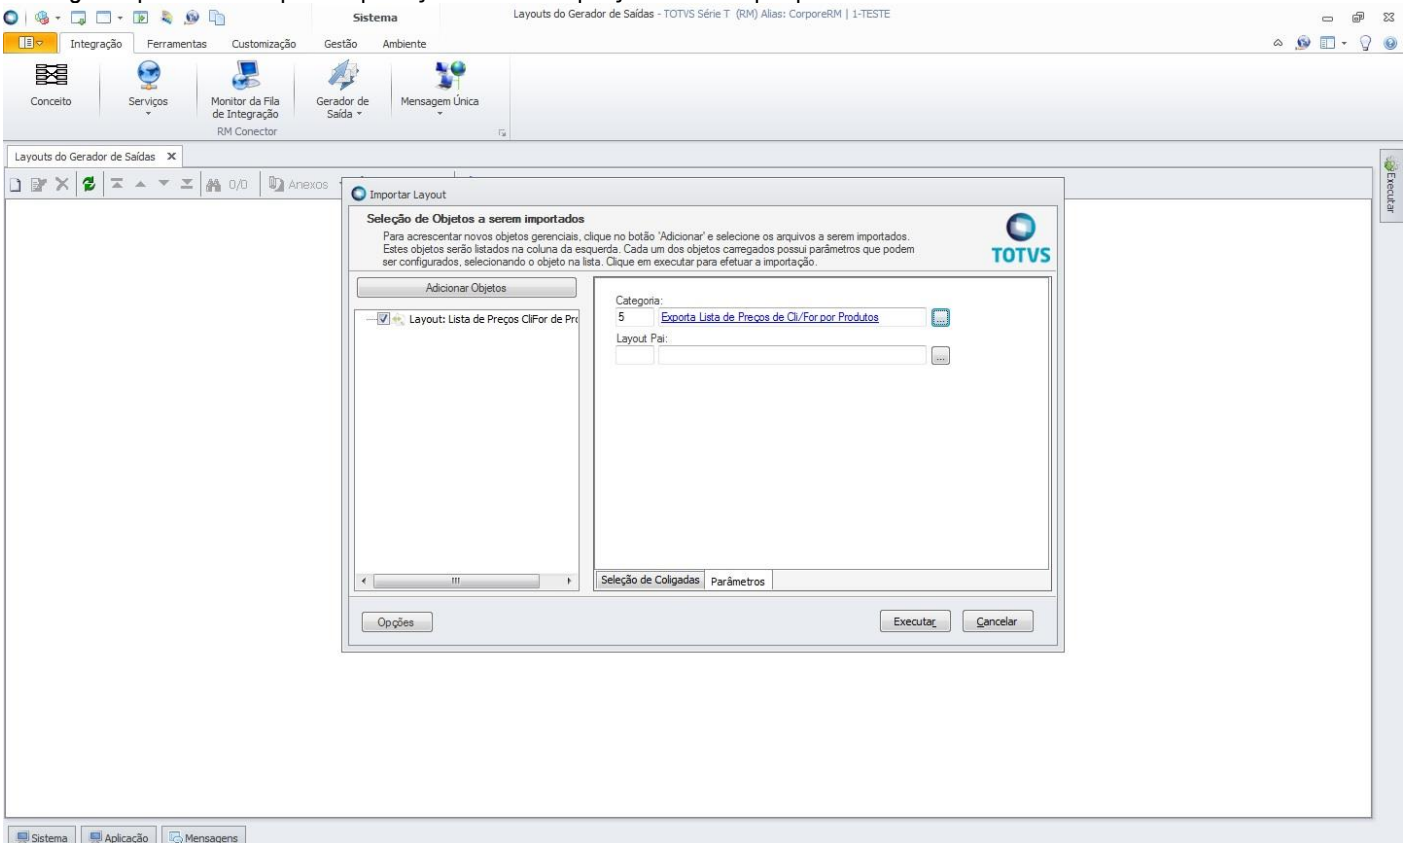 Sistema
Layouts do Gerador de Saídas - TOTVS Série T (RM) Alias: CorporeRM | 1-TESTE
Integração Ferramentas Customização Gestão Ambiente
Conceito
Serviços
Monitor da Fila
de Integração
Gerador de
Saída
Mensagem Única
RM Conector
Layouts do Gerador de Saídas X
0/0 Anexos
Executar
Importar Layout
Seleção de Objetos a serem importados
Para acrescentar novos objetos gerenciais, clique no botão 'Adicionar' e selecione os arquivos a serem importados.
Estes objetos serão listados na coluna da esquerda. Cada um dos objetos carregados possui parâmetros que podem
ser configurados, selecionando o objeto na lista. Clique em executar para efetuar a importação.
TOTVS
Adicionar Objetos
Layout: Lista de Preços CliFor de Pro
Categoria:
5 Exporta Lista de Preços de Cli/For por Produtos
...
Layout Pai:
...
Seleção de Coligadas Parâmetros
Opções
Executar Cancelar
Sistema Aplicação Mensagens